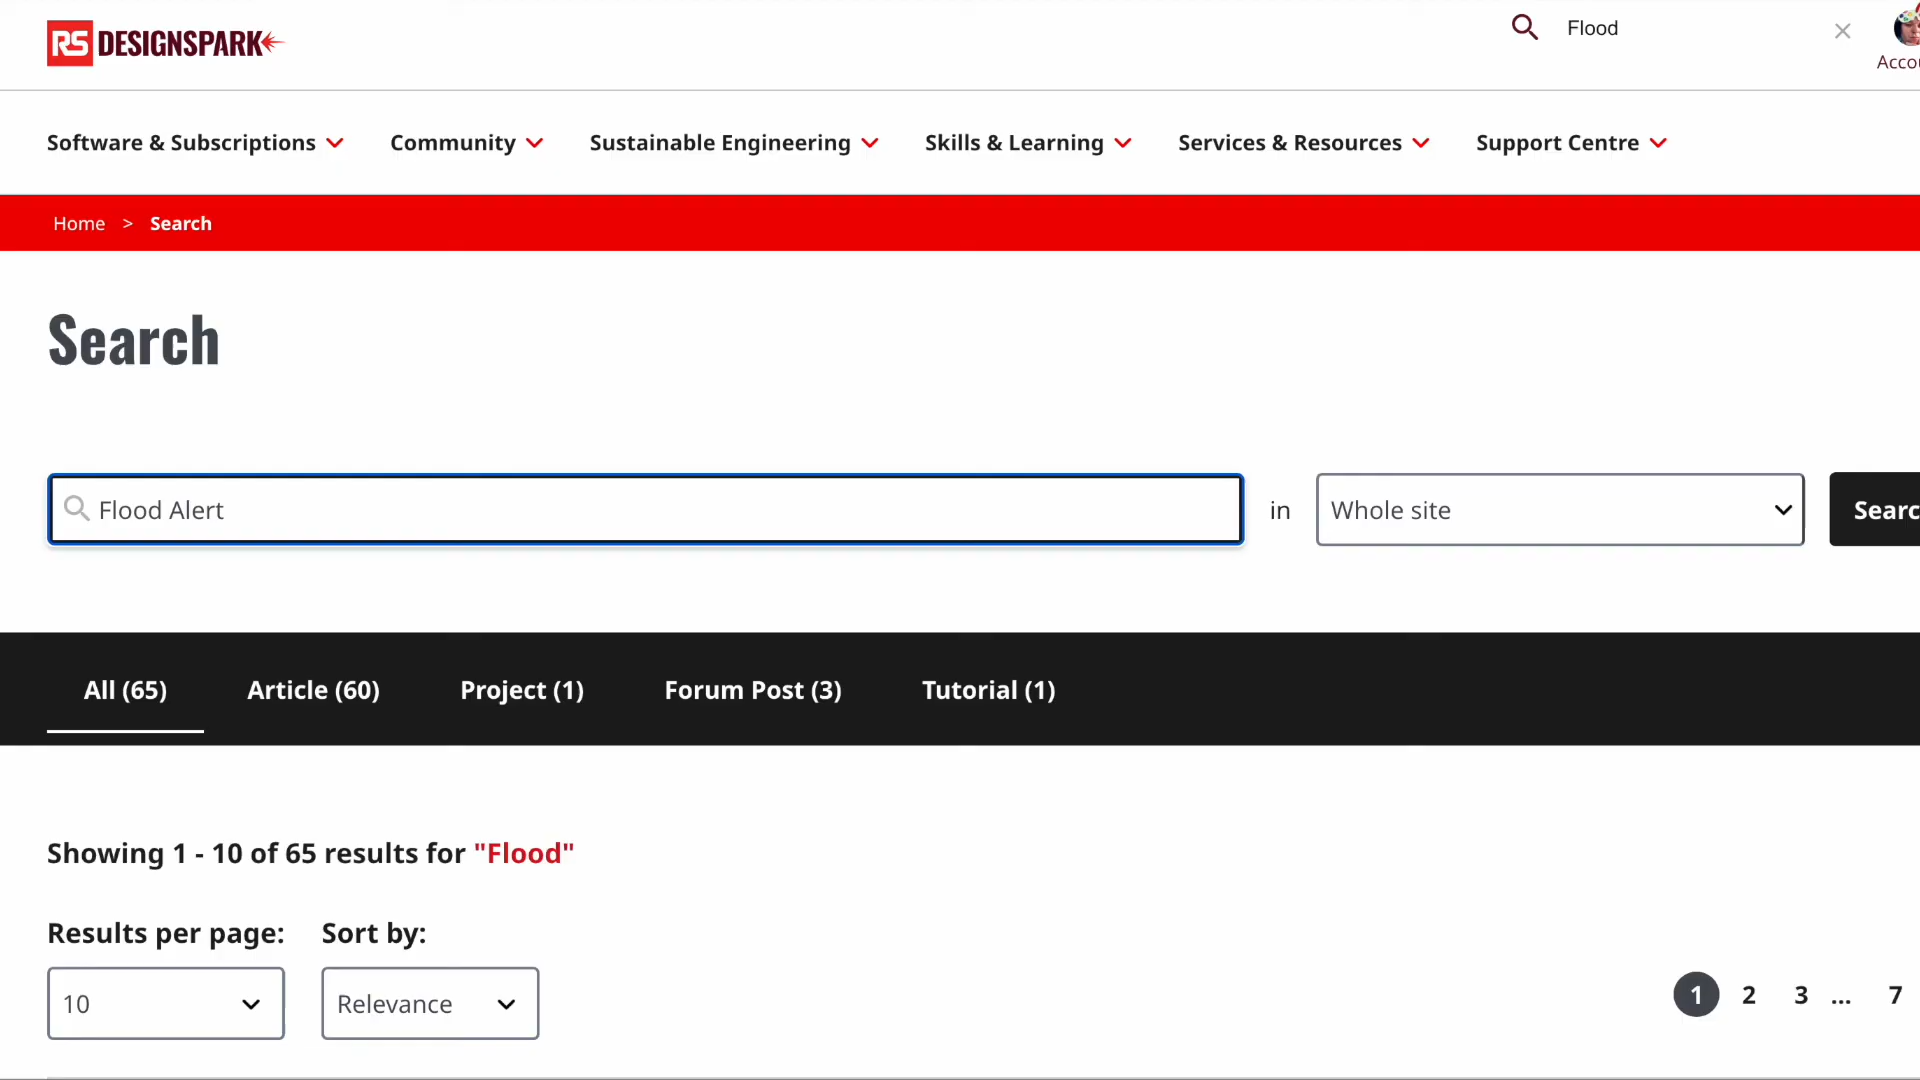 RS DESIGNSPARK
Flood
Accou
Software & Subscriptions
Community
Sustainable Engineering
Skills & Learning
Services & Resources
Support Centre
Home > Search
Search
Flood Alert
in
Whole site
Searc
All (65)
Article (60)
Project (1)
Forum Post (3)
Tutorial (1)
Showing 1 - 10 of 65 results for "Flood"
Results per page:
Sort by:
10
Relevance
1 2 3 ... 7